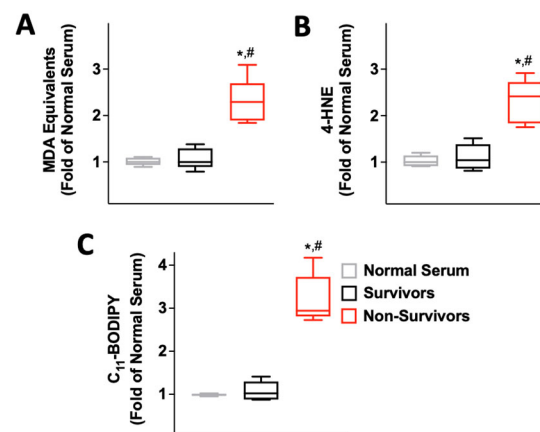 A
MDA Equivalents
(Fold of Normal Serum)
3
2
1
*,#
B
4-HNE
(Fold of Normal Serum)
3
2
1
*,#
C
C₁₁-BODIPY
(Fold of Normal Serum)
4
3
2
1
*,#
Normal Serum
Survivors
Non-Survivors